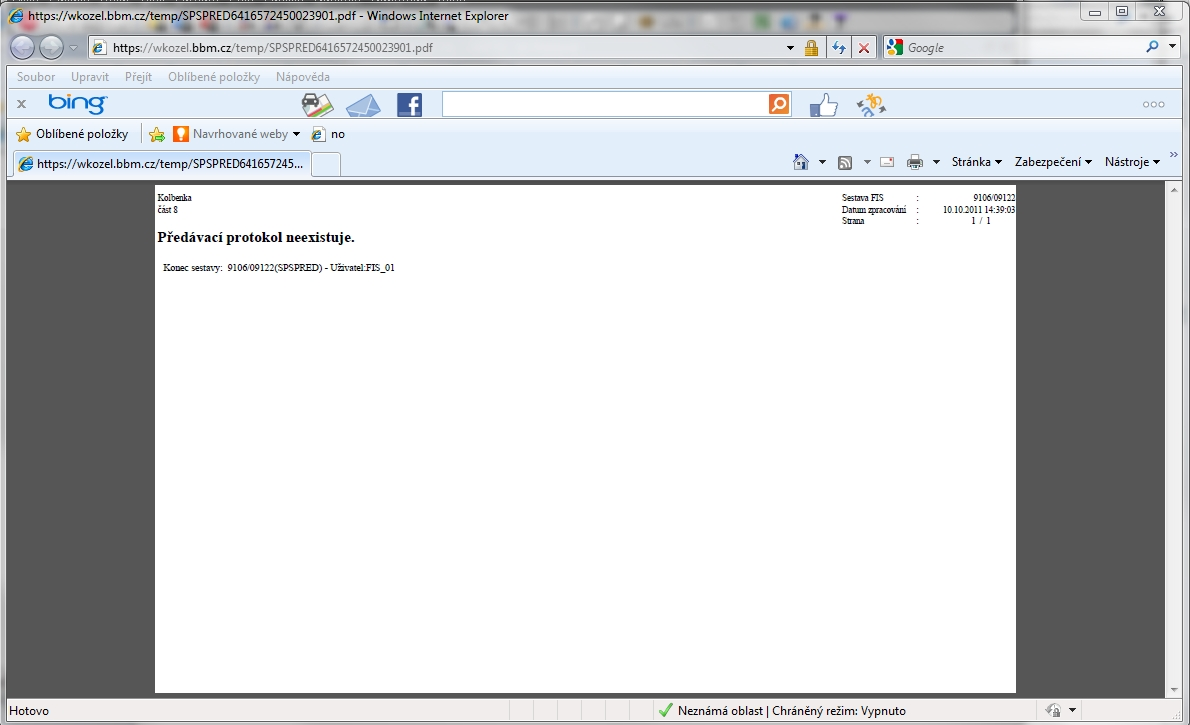 https://wkozel.bbm.cz/temp/SPSPRED6416572450023901.pdf - Windows Internet Explorer
https://wkozel.bbm.cz/temp/SPSPRED6416572450023901.pdf
Google
Soubor Upravit Přejít Oblíbené položky Nápověda
x bing
Oblíbené položky Navrhované weby no
https://wkozel.bbm.cz/temp/SPSPRED641657245... Stránka Zabezpečení Nástroje »
Kolbenka Sestava FIS : 9106/09122
část 8 Datum zpracování : 10.10.2011 14:39:03
Strana : 1 / 1
Předávací protokol neexistuje.
Konec sestavy: 9106/09122(SPSPRED) - Uživatel:FIS_01
Hotovo Neznámá oblast | Chráněný režim: Vypnuto